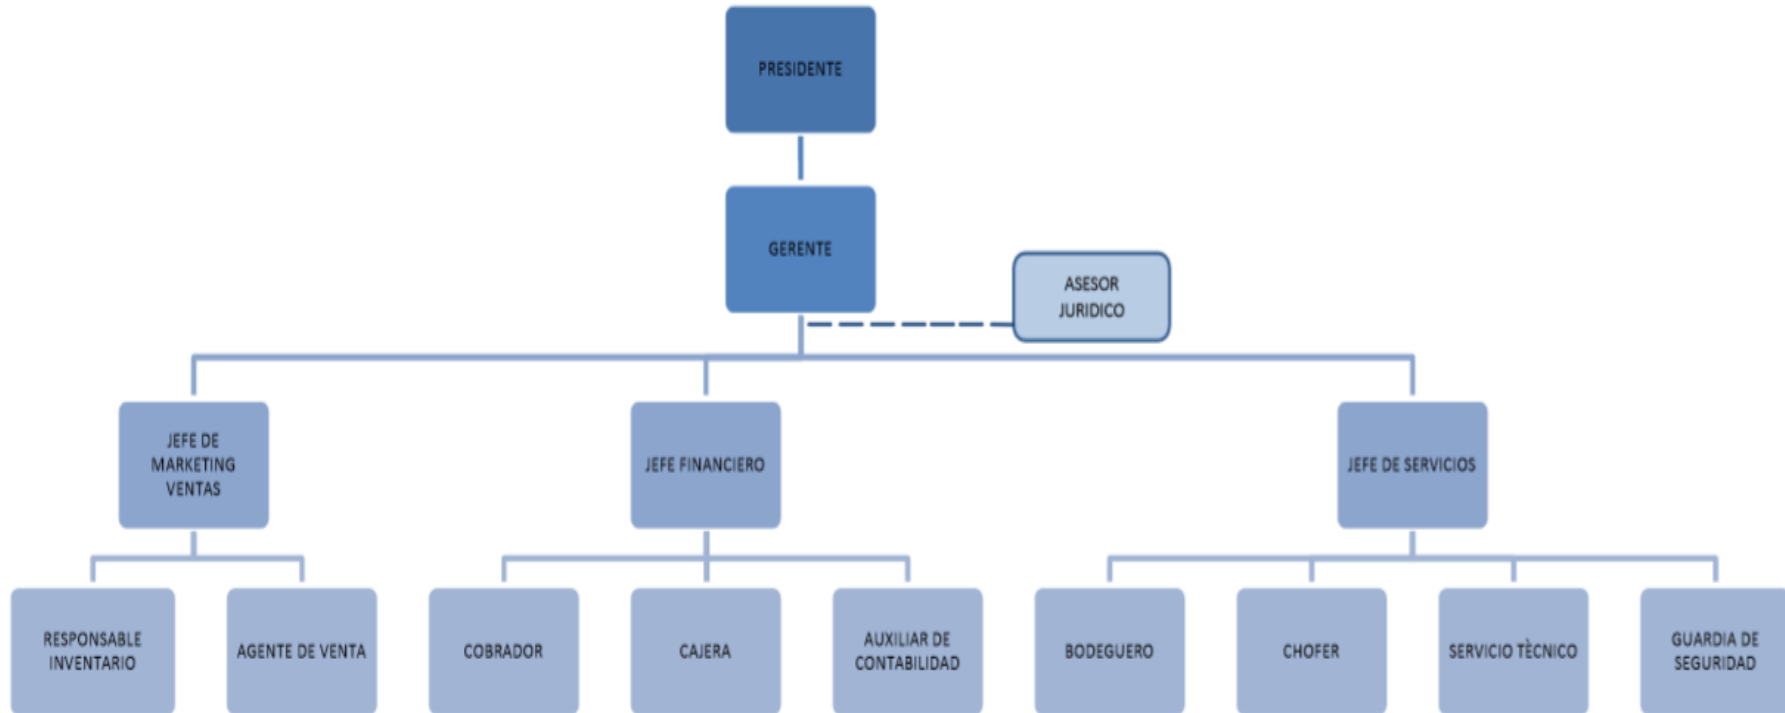 PRESIDENTE
GERENTE
ASESOR
JURIDICO
JEFE DE
MARKETING
VENTAS
JEFE FINANCIERO
JEFE DE SERVICIOS
RESPONSABLE
INVENTARIO
AGENTE DE VENTA
COBRADOR
CAJERA
AUXILIAR DE
CONTABILIDAD
BODEGUERO
CHOFER
SERVICIO TÈCNICO
GUARDIA DE
SEGURIDAD